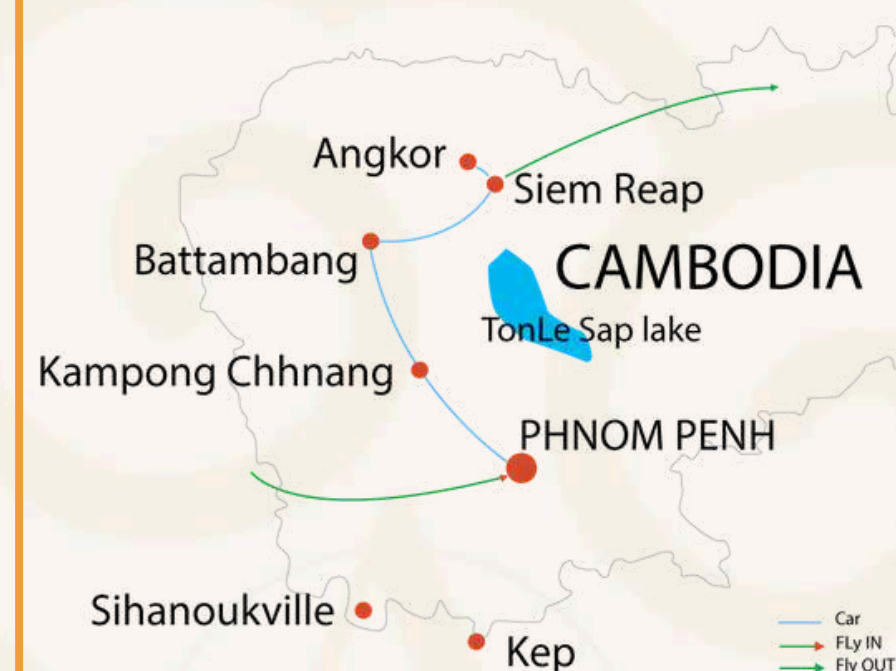 Angkor
Siem Reap
Battambang
CAMBODIA
TonLe Sap lake
Kampong Chhnang
PHNOM PENH
Sihanoukville
Kep
Car
FLy IN
Fly OUT